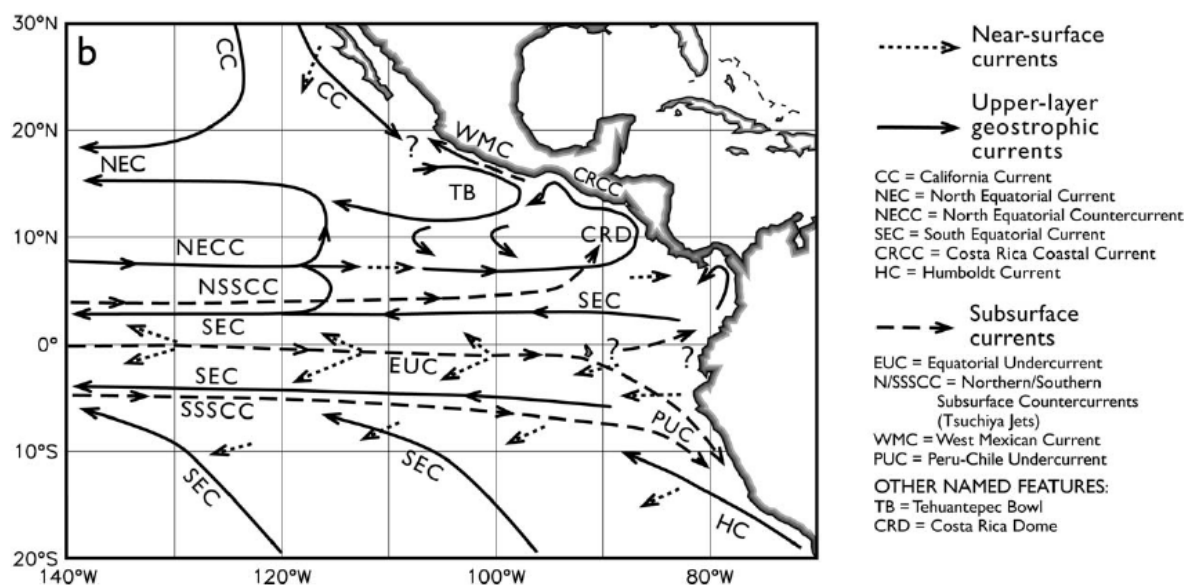 b
30°N
20°N
10°N
0°
10°S
20°S
140°W
120°W
100°W
80°W
CC
CC
NEC
?
WMC
TB
CRCC
NECC
CRD
NSSCC
SEC
SEC
EUC
?
?
SEC
SSSCC
PUC
SEC
SEC
HC
Near-surface
currents
Upper-layer
geostrophic
currents
CC = California Current
NEC = North Equatorial Current
NECC = North Equatorial Countercurrent
SEC = South Equatorial Current
CRCC = Costa Rica Coastal Current
HC = Humboldt Current
Subsurface
currents
EUC = Equatorial Undercurrent
N/SSSCC = Northern/Southern
Subsurface Countercurrents
(Tsuchiya Jets)
WMC = West Mexican Current
PUC = Peru-Chile Undercurrent
OTHER NAMED FEATURES:
TB = Tehuantepec Bowl
CRD = Costa Rica Dome